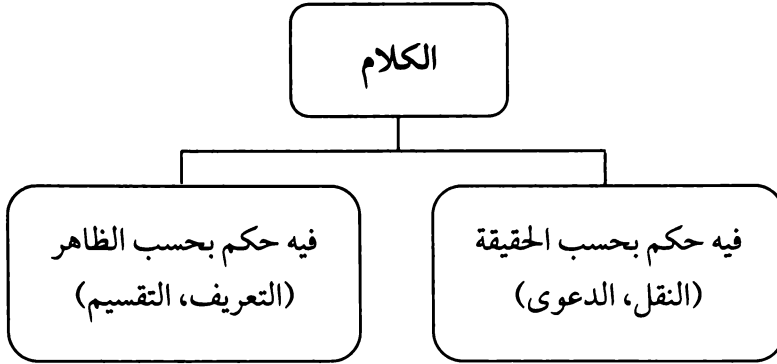 الكلام
فيه حكم بحسب الحقيقة
(النقل، الدعوى)
فيه حكم بحسب الظاهر
(التعريف، التقسيم)